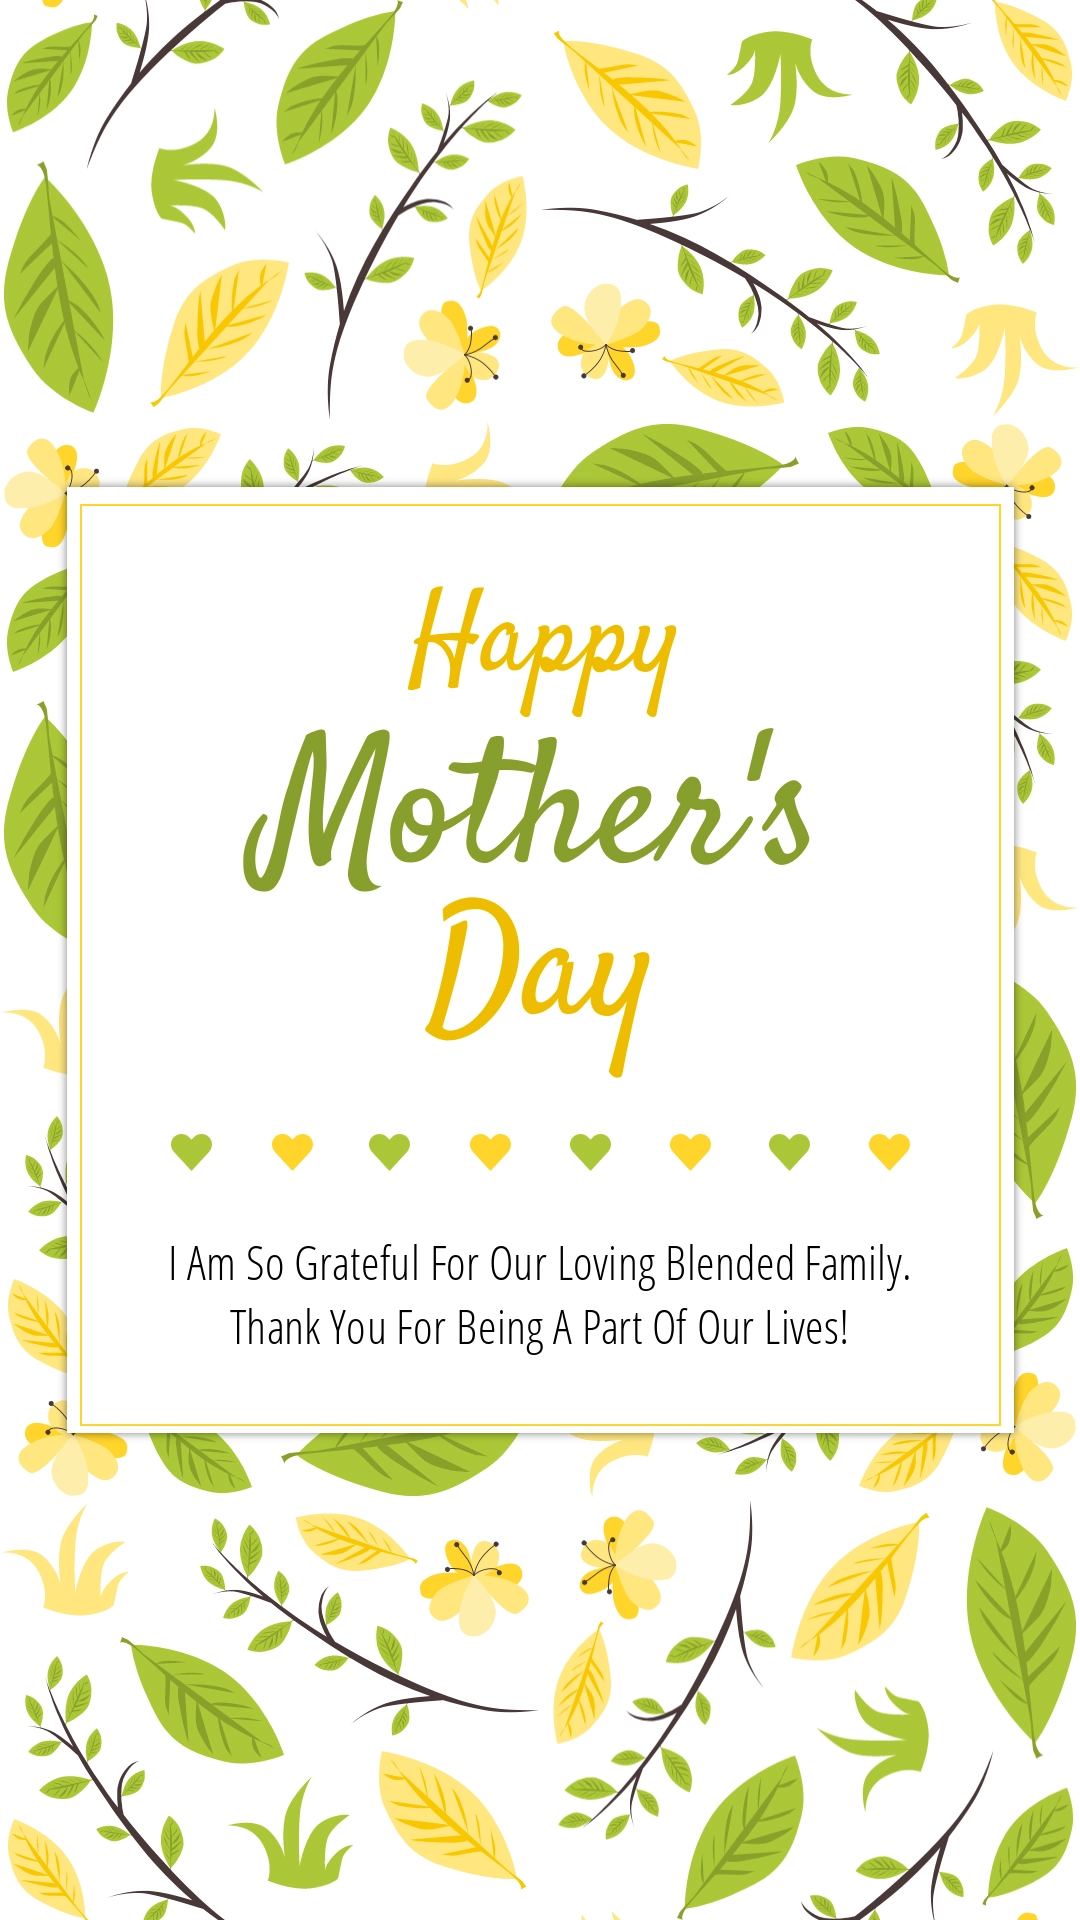 Happy
Mother's
Day
I Am So Grateful For Our Loving Blended Family.
Thank You For Being A Part Of Our Lives!